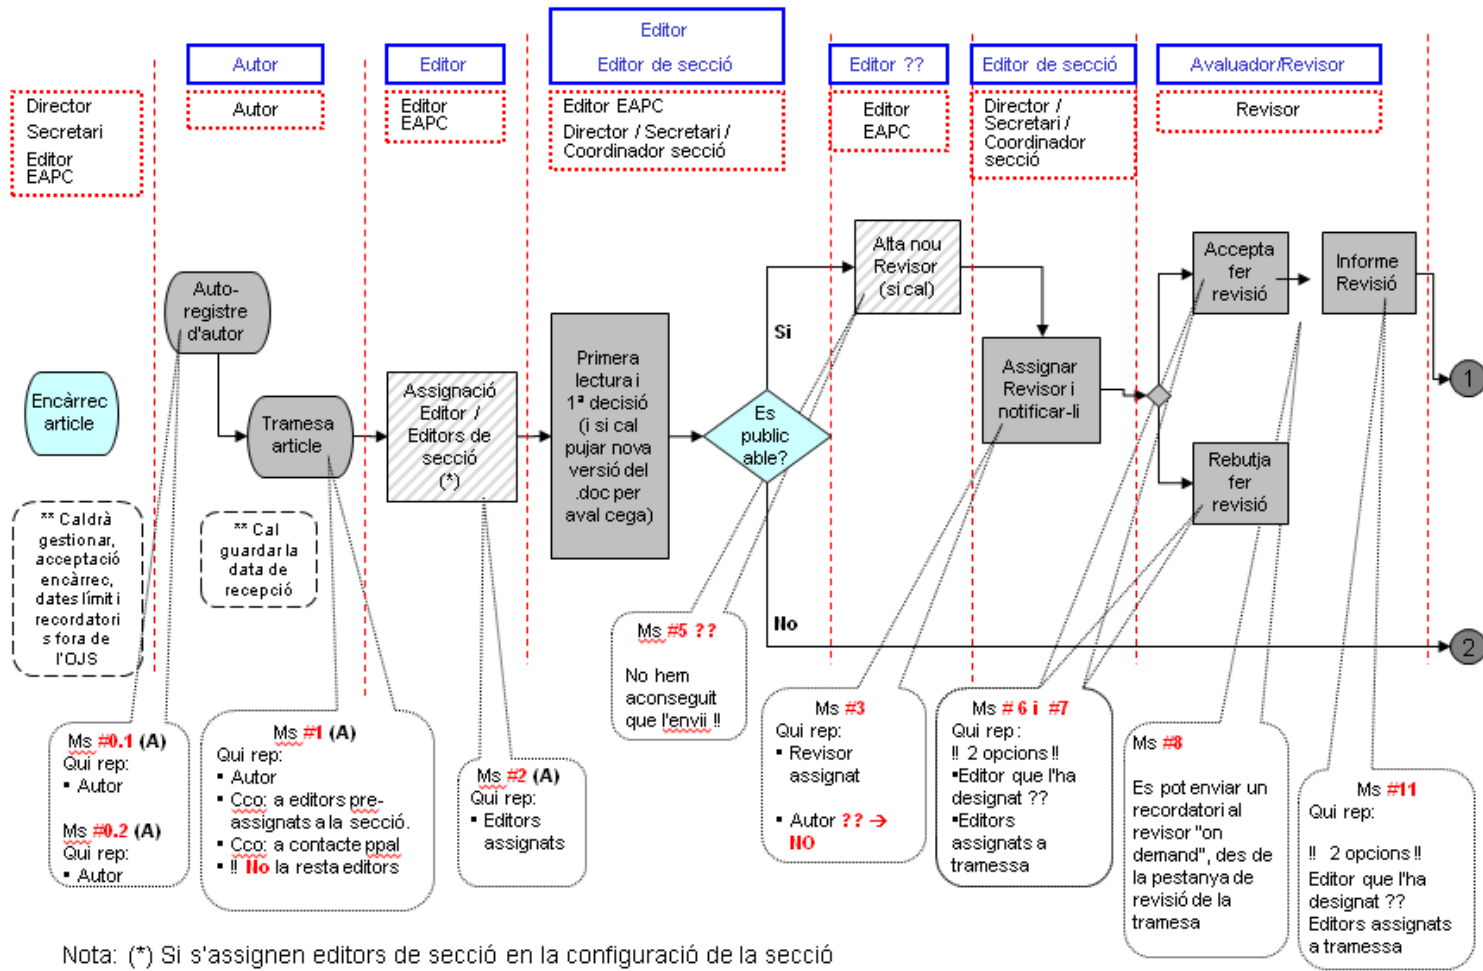 Editor
Editor de secció
Autor
Editor
Editor ??
Editor de secció
Avaluador/Revisor
Director
Secretari
Editor
EAPC
Autor
Editor
EAPC
Editor EAPC
Director / Secretari /
Coordinador secció
Editor
EAPC
Director /
Secretari /
Coordinador
secció
Revisor
Encàrrec
article
Auto-
registre
d'autor
Tramesa
article
Assignació
Editor /
Editors de
secció
(*)
Primera
lectura i
1ª decisió
(i si cal
pujar nova
versió del
.doc per
aval cega)
Es
public
able?
Si
No
Alta nou
Revisor
(si cal)
Assignar
Revisor i
notificar-li
Accepta
fer
revisió
Rebutja
fer
revisió
Informe
Revisió
1
2
** Caldrà
gestionar,
acceptació
encàrrec,
dates límit i
recordatori
s fora de
l'OJS
** Cal
guardar la
data de
recepció
Ms #0.1 (A)
Qui rep:
▪ Autor
Ms #0.2 (A)
Qui rep:
▪ Autor
Ms #1 (A)
Qui rep:
▪ Autor
▪ Cco: a editors pre-
assignats a la secció.
▪ Cco: a contacte ppal
▪ !! No la resta editors
Ms #2 (A)
Qui rep:
▪ Editors
assignats
Ms #5 ??
No hem
aconseguit
que l'envii !!
Ms #3
Qui rep:
▪ Revisor
assignat
▪ Autor ?? →
NO
Ms # 6 i #7
Qui rep:
!! 2 opcions !!
▪Editor que l'ha
designat ??
▪Editors
assignats a
tramessa
Ms #8
Es pot enviar un
recordatori al
revisor "on
demand", des de
la pestanya de
revisió de la
tramesa
Ms #11
Qui rep:
!! 2 opcions !!
Editor que l'ha
designat ??
Editors assignats
a tramessa
Nota: (*) Si s'assignen editors de secció en la configuració de la secció